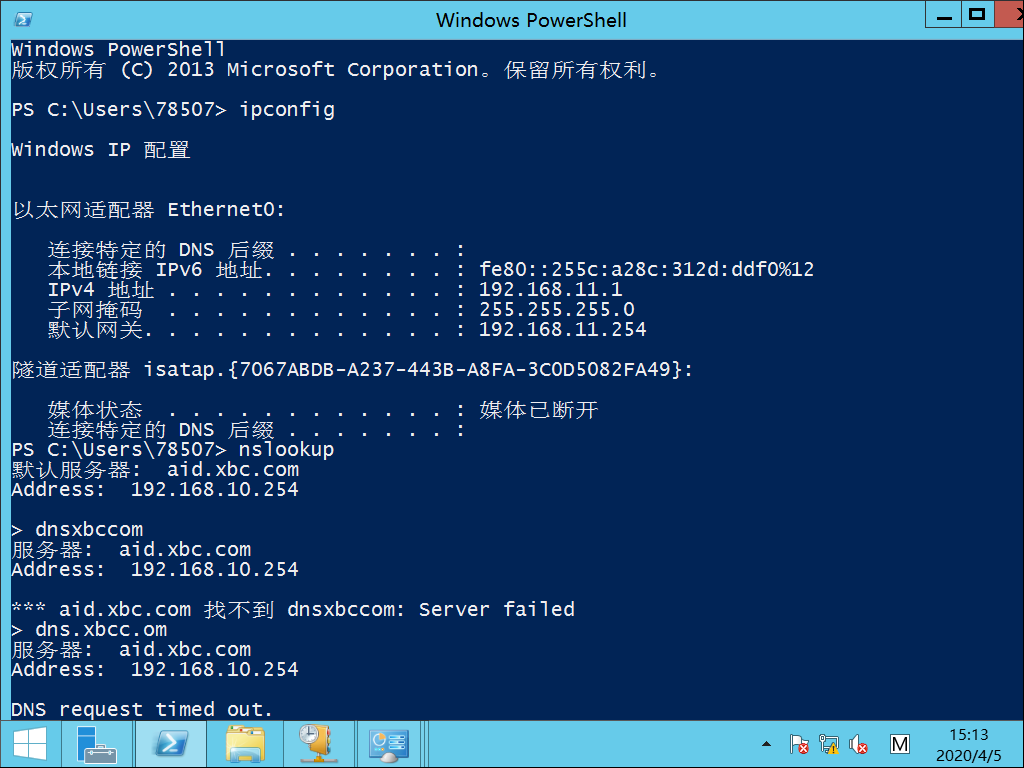 Windows PowerShell
Windows PowerShell
版权所有 (C) 2013 Microsoft Corporation。保留所有权利。
PS C:\Users\78507> ipconfig
Windows IP 配置
以太网适配器 Ethernet0:
连接特定的 DNS 后缀 . . . . . . . :
本地链接 IPv6 地址. . . . . . . . : fe80::255c:a28c:312d:ddf0%12
IPv4 地址 . . . . . . . . . . . . : 192.168.11.1
子网掩码  . . . . . . . . . . . . : 255.255.255.0
默认网关. . . . . . . . . . . . . : 192.168.11.254
隧道适配器 isatap.{7067ABDB-A237-443B-A8FA-3C0D5082FA49}:
媒体状态  . . . . . . . . . . . . : 媒体已断开
连接特定的 DNS 后缀 . . . . . . . :
PS C:\Users\78507> nslookup
默认服务器:  aid.xbc.com
Address:  192.168.10.254
> dnsxbccom
服务器:  aid.xbc.com
Address:  192.168.10.254
*** aid.xbc.com 找不到 dnsxbccom: Server failed
> dns.xbcc.om
服务器:  aid.xbc.com
Address:  192.168.10.254
DNS request timed out.
M
15:13
2020/4/5